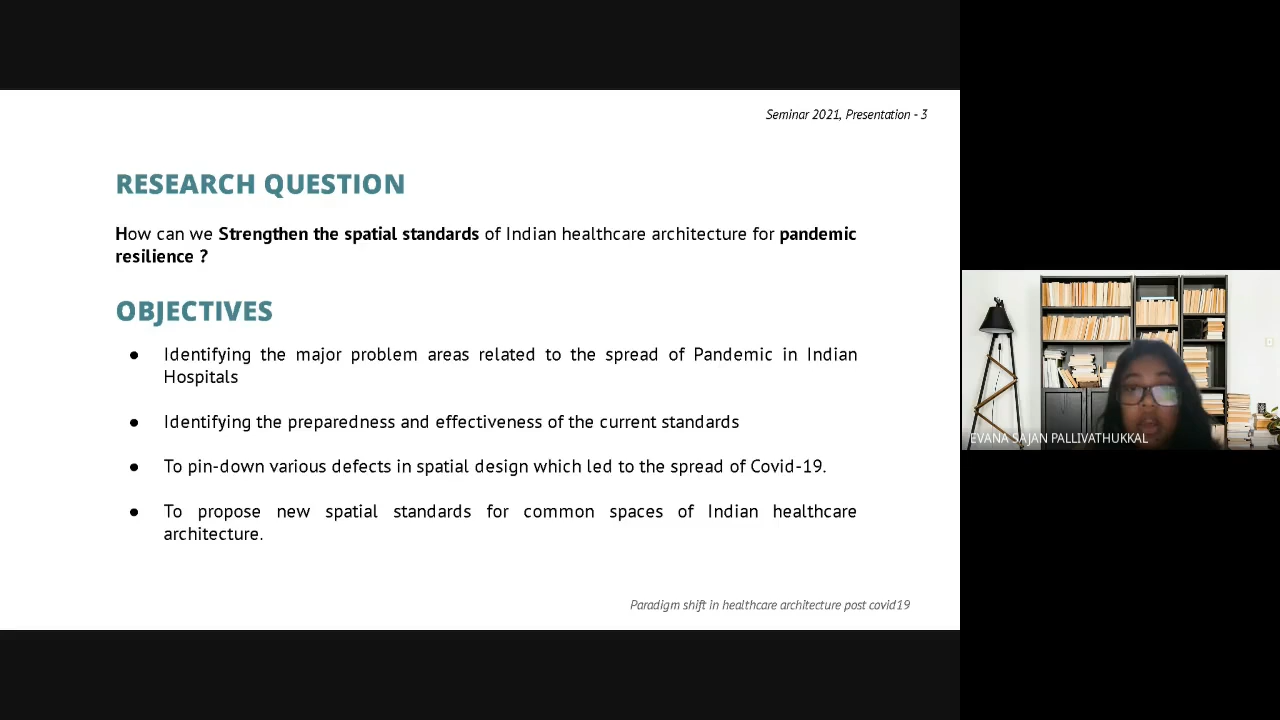 Seminar 2021, Presentation - 3
RESEARCH QUESTION
How can we Strengthen the spatial standards of Indian healthcare architecture for pandemic
resilience ?
OBJECTIVES
● Identifying the major problem areas related to the spread of Pandemic in Indian
Hospitals
● Identifying the preparedness and effectiveness of the current standards
● To pin-down various defects in spatial design which led to the spread of Covid-19.
● To propose new spatial standards for common spaces of Indian healthcare
architecture.
Paradigm shift in healthcare architecture post covid19
EVANA SAJAN PALLIVATHUKKAL